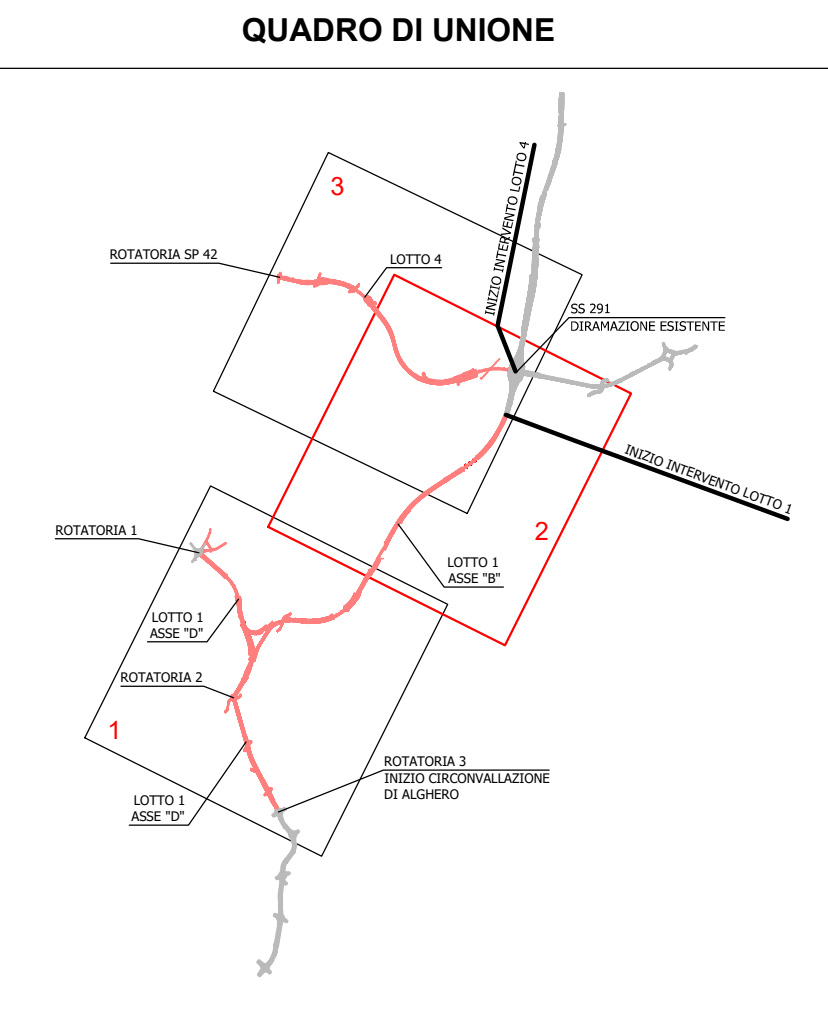 QUADRO DI UNIONE
3
INIZIO INTERVENTO LOTTO 4
ROTATORIA SP 42
LOTTO 4
SS 291
DIRAMAZIONE ESISTENTE
INIZIO INTERVENTO LOTTO 1
2
ROTATORIA 1
LOTTO 1
ASSE "B"
LOTTO 1
ASSE "D"
ROTATORIA 2
1
ROTATORIA 3
INIZIO CIRCONVALLAZIONE
DI ALGHERO
LOTTO 1
ASSE "D"